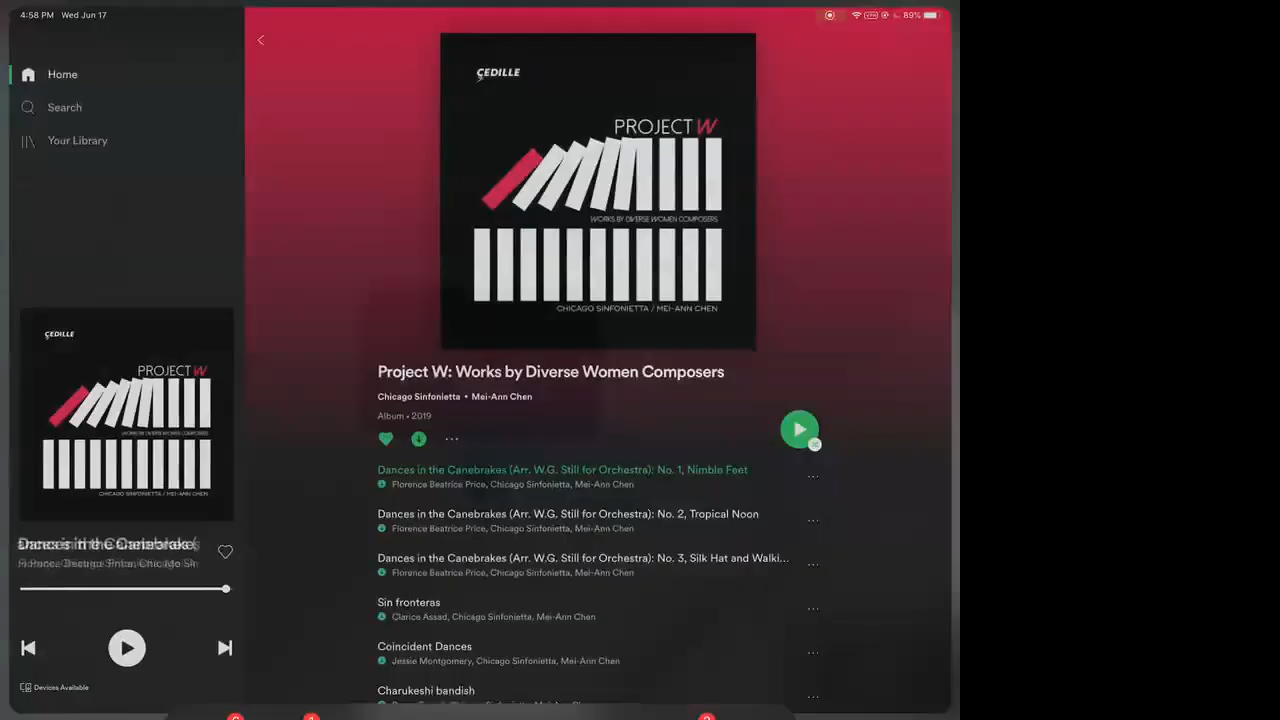 4:58 PM Wed Jun 17
VPN
89%
Home
Search
Your Library
ÇEDILLE
PROJECT W
WORKS BY DIVERSE WOMEN COMPOSERS
CHICAGO SINFONIETTA / MEI-ANN CHEN
Project W: Works by Diverse Women Composers
Chicago Sinfonietta • Mei-Ann Chen
Album • 2019
Dances in the Canebrakes (Arr. W.G. Still for Orchestra): No. 1, Nimble Feet
Florence Beatrice Price, Chicago Sinfonietta, Mei-Ann Chen
Dances in the Canebrakes (Arr. W.G. Still for Orchestra): No. 2, Tropical Noon
Florence Beatrice Price, Chicago Sinfonietta, Mei-Ann Chen
Dances in the Canebrakes (Arr. W.G. Still for Orchestra): No. 3, Silk Hat and Walki...
Florence Beatrice Price, Chicago Sinfonietta, Mei-Ann Chen
Sin fronteras
Clarice Assad, Chicago Sinfonietta, Mei-Ann Chen
Coincident Dances
Jessie Montgomery, Chicago Sinfonietta, Mei-Ann Chen
Charukeshi bandish
ÇEDILLE
PROJECT W
WORKS BY DIVERSE WOMEN COMPOSERS
CHICAGO SINFONIETTA / MEI-ANN CHEN
Devices Available